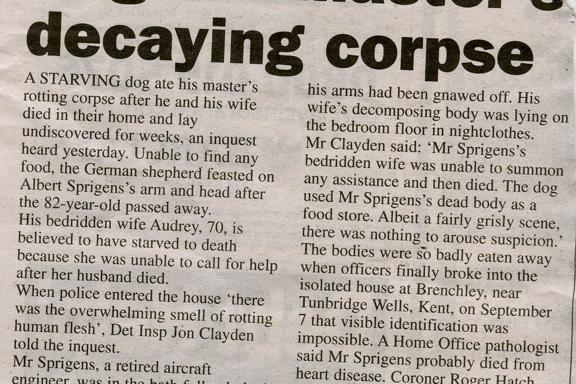 decaying corpse
A STARVING dog ate his master's
rotting corpse after he and his wife
died in their home and lay
undiscovered for weeks, an inquest
heard yesterday. Unable to find any
food, the German shepherd feasted on
Albert Sprigens's arm and head after
the 82-year-old passed away.
His bedridden wife Audrey, 70, is
believed to have starved to death
because she was unable to call for help
after her husband died.
When police entered the house 'there
was the overwhelming smell of rotting
human flesh', Det Insp Jon Clayden
told the inquest.
Mr Sprigens, a retired aircraft
engineer, was in the bath
his arms had been gnawed off. His
wife's decomposing body was lying on
the bedroom floor in nightclothes.
Mr Clayden said: 'Mr Sprigens's
bedridden wife was unable to summon
any assistance and then died. The dog
used Mr Sprigens's dead body as a
food store. Albeit a fairly grisly scene,
there was nothing to arouse suspicion.'
The bodies were so badly eaten away
when officers finally broke into the
isolated house at Brenchley, near
Tunbridge Wells, Kent, on September
7 that visible identification was
impossible. A Home Office pathologist
said Mr Sprigens probably died from
heart disease. Coroner Roger Hatch